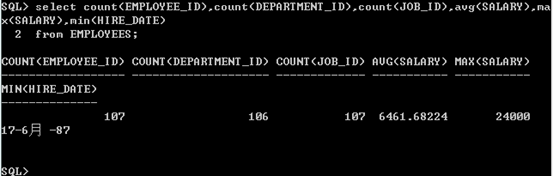 SQL> select count(EMPLOYEE_ID),count(DEPARTMENT_ID),count(JOB_ID),avg(SALARY),ma
x(SALARY),min(HIRE_DATE)
  2  from EMPLOYEES;
COUNT(EMPLOYEE_ID) COUNT(DEPARTMENT_ID) COUNT(JOB_ID) AVG(SALARY) MAX(SALARY)
------------------ -------------------- ------------- ----------- -----------
MIN(HIRE_DATE)
--------------
               107                  106           107  6461.68224       24000
17-6月 -87
SQL>